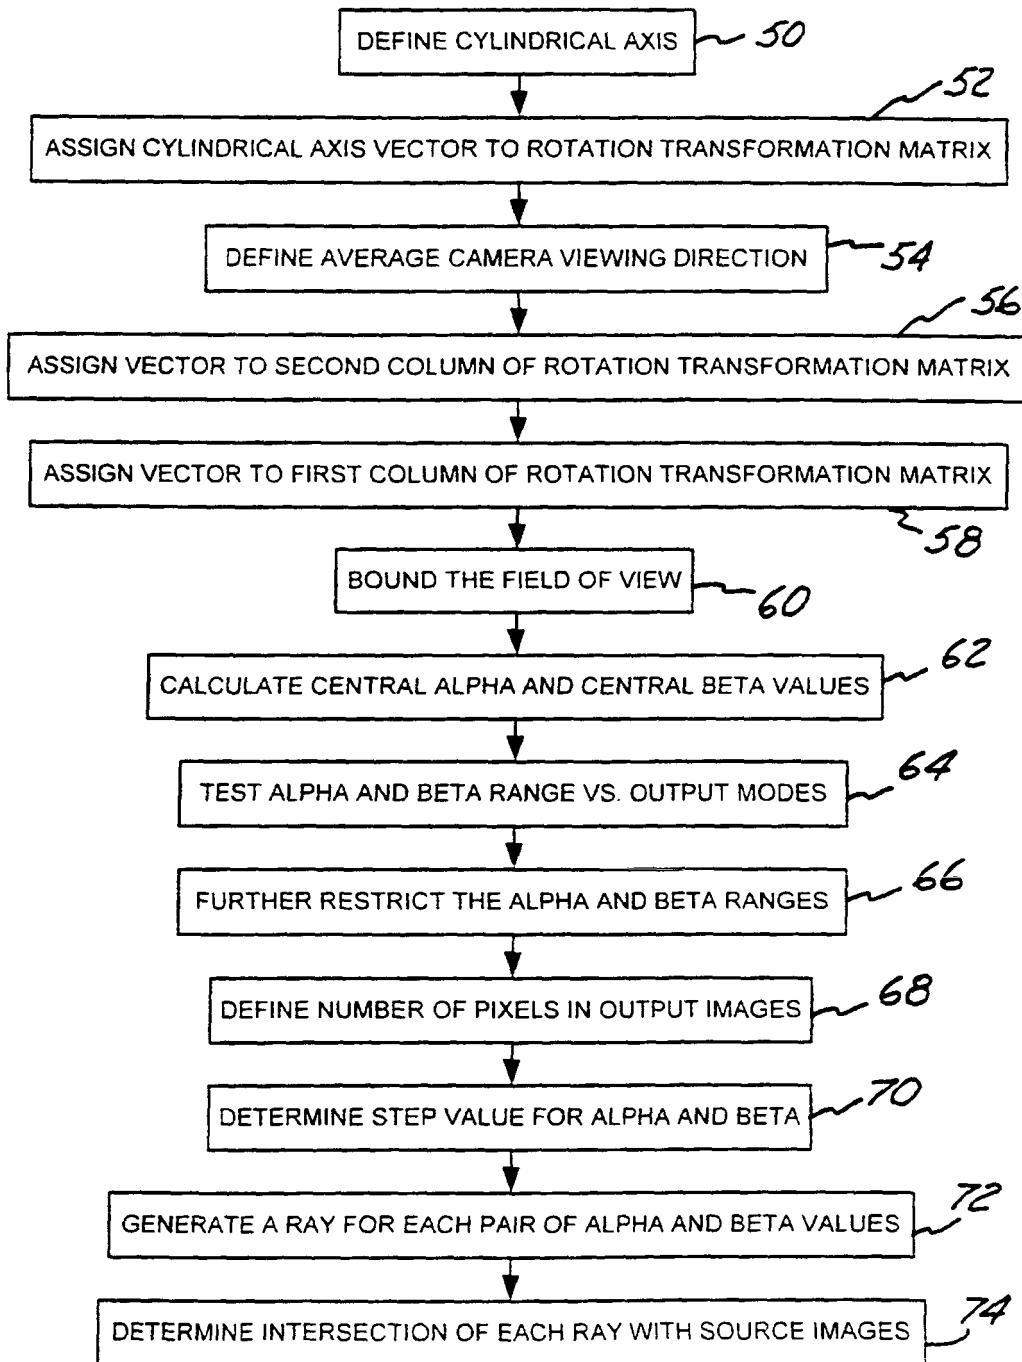 DEFINE CYLINDRICAL AXIS 50
52
ASSIGN CYLINDRICAL AXIS VECTOR TO ROTATION TRANSFORMATION MATRIX
DEFINE AVERAGE CAMERA VIEWING DIRECTION 54
56
ASSIGN VECTOR TO SECOND COLUMN OF ROTATION TRANSFORMATION MATRIX
ASSIGN VECTOR TO FIRST COLUMN OF ROTATION TRANSFORMATION MATRIX
58
BOUND THE FIELD OF VIEW 60
CALCULATE CENTRAL ALPHA AND CENTRAL BETA VALUES 62
TEST ALPHA AND BETA RANGE VS. OUTPUT MODES 64
FURTHER RESTRICT THE ALPHA AND BETA RANGES 66
DEFINE NUMBER OF PIXELS IN OUTPUT IMAGES 68
DETERMINE STEP VALUE FOR ALPHA AND BETA 70
GENERATE A RAY FOR EACH PAIR OF ALPHA AND BETA VALUES 72
DETERMINE INTERSECTION OF EACH RAY WITH SOURCE IMAGES 74